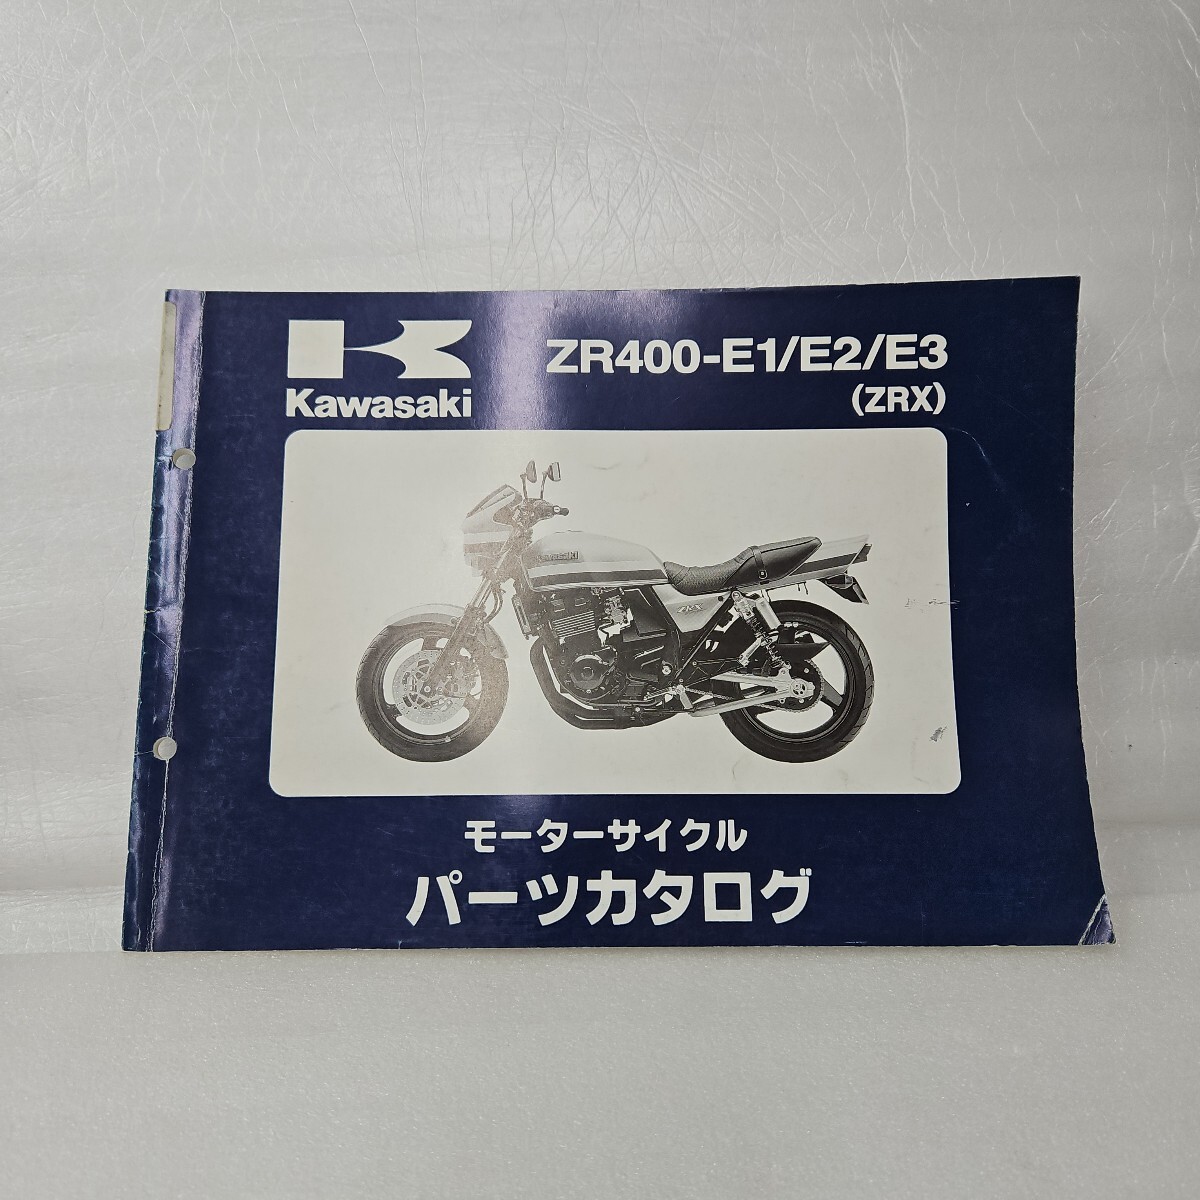 Kawasaki
ZR400-E1/E2/E3
(ZRX)
ZRX
モーターサイクル
パーツカタログ